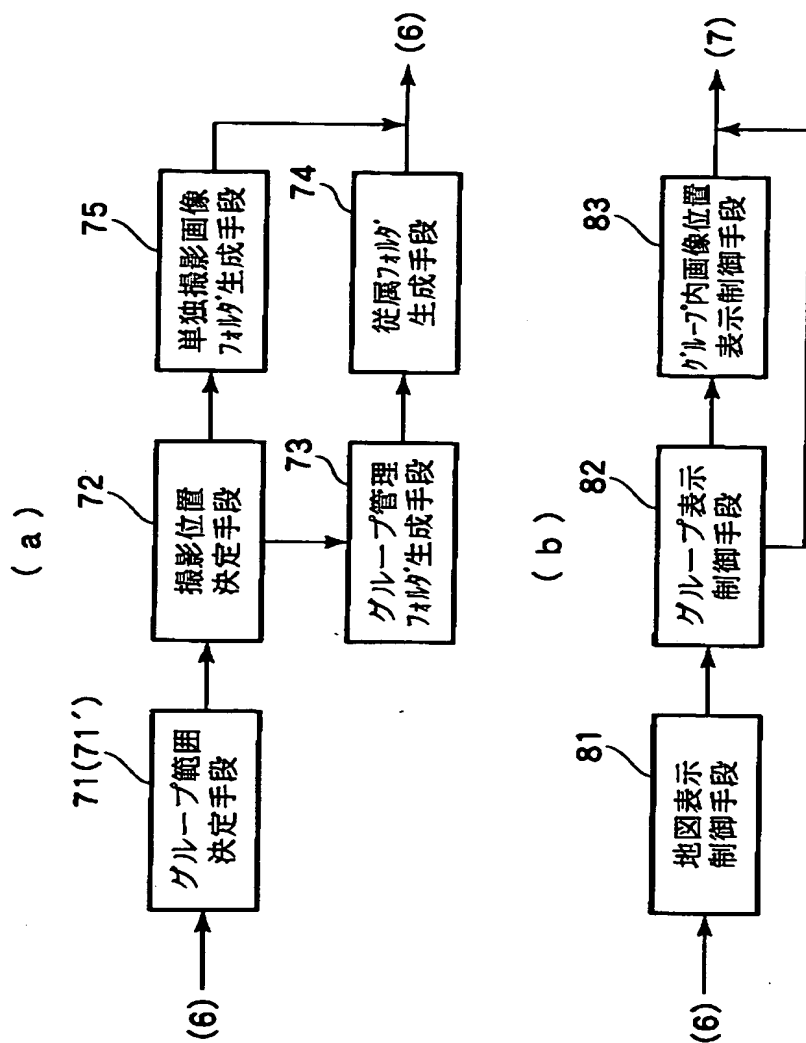 (a)
(6)
71(71´)
グループ範囲
決定手段
72
撮影位置
決定手段
75
単独撮影画像
フォルダ生成手段
73
グループ管理
フォルダ生成手段
74
従属フォルダ
生成手段
(6)
(b)
(6)
81
地図表示
制御手段
82
グループ表示
制御手段
83
グループ内画像位置
表示制御手段
(7)